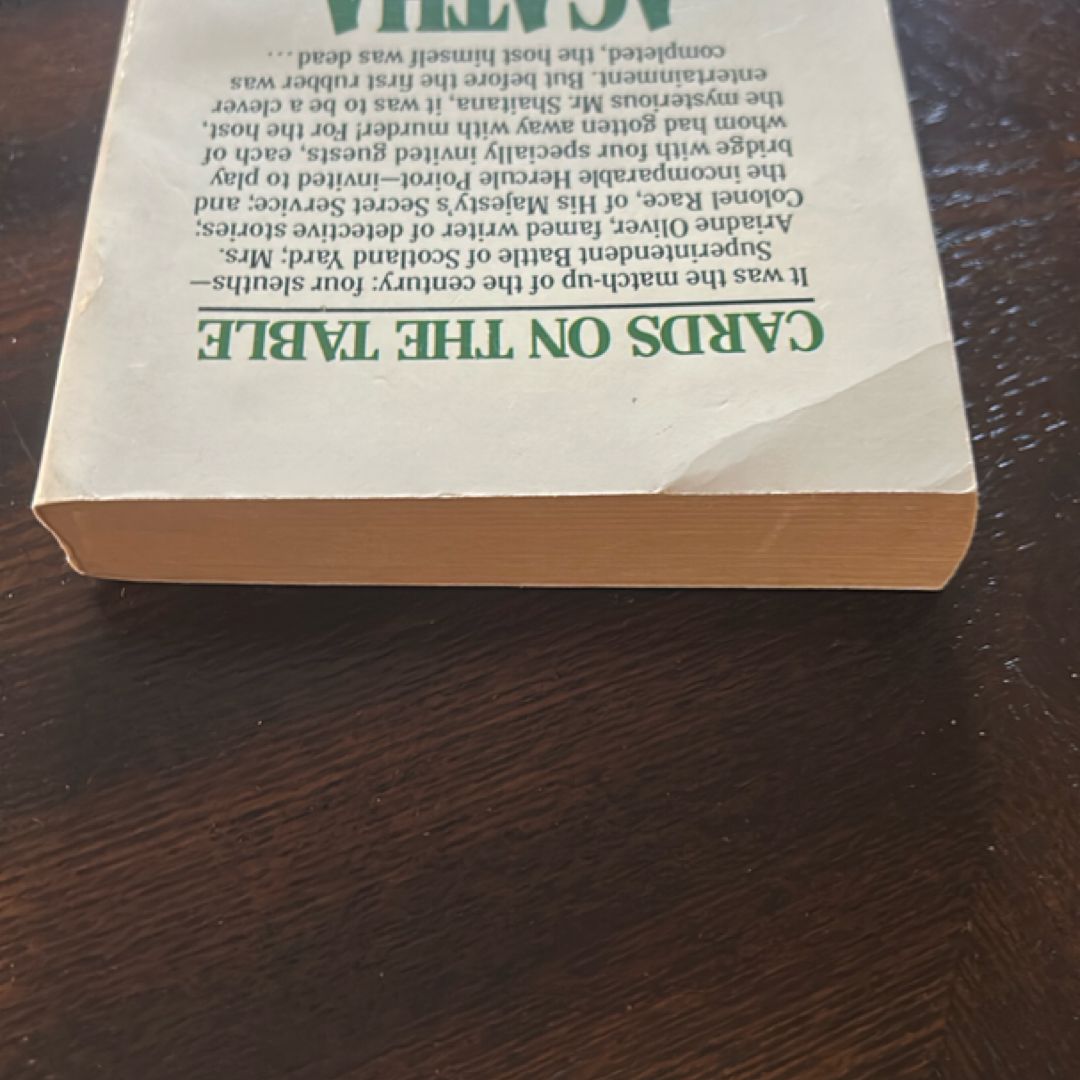 CARDS ON THE TABLE
It was the match-up of the century: four sleuths—
Superintendent Battle of Scotland Yard; Mrs.
Ariadne Oliver, famed writer of detective stories;
Colonel Race, of His Majesty's Secret Service; and
the incomparable Hercule Poirot—invited to play
bridge with four specially invited guests, each of
whom had gotten away with murder! For the host,
the mysterious Mr. Shaitana, it was to be a clever
entertainment. But before the first rubber was
completed, the host himself was dead...
AGATHA